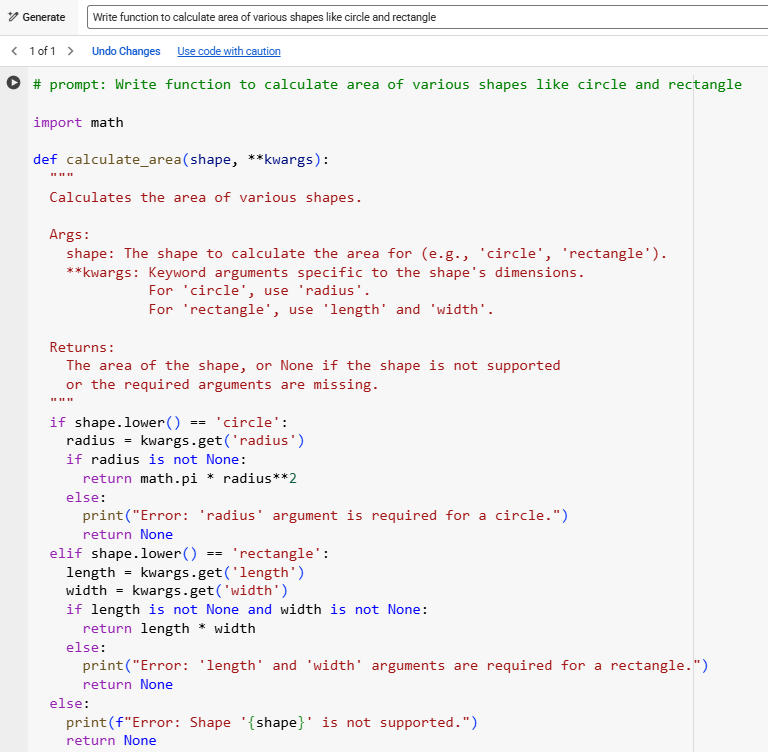 Generate Write function to calculate area of various shapes like circle and rectangle
1 of 1 Undo Changes Use code with caution
# prompt: Write function to calculate area of various shapes like circle and rectangle

import math

def calculate_area(shape, **kwargs):
  """
  Calculates the area of various shapes.

  Args:
    shape: The shape to calculate the area for (e.g., 'circle', 'rectangle').
    **kwargs: Keyword arguments specific to the shape's dimensions.
              For 'circle', use 'radius'.
              For 'rectangle', use 'length' and 'width'.

  Returns:
    The area of the shape, or None if the shape is not supported
    or the required arguments are missing.
  """
  if shape.lower() == 'circle':
    radius = kwargs.get('radius')
    if radius is not None:
      return math.pi * radius**2
    else:
      print("Error: 'radius' argument is required for a circle.")
      return None
  elif shape.lower() == 'rectangle':
    length = kwargs.get('length')
    width = kwargs.get('width')
    if length is not None and width is not None:
      return length * width
    else:
      print("Error: 'length' and 'width' arguments are required for a rectangle.")
      return None
  else:
    print(f"Error: Shape '{shape}' is not supported.")
    return None